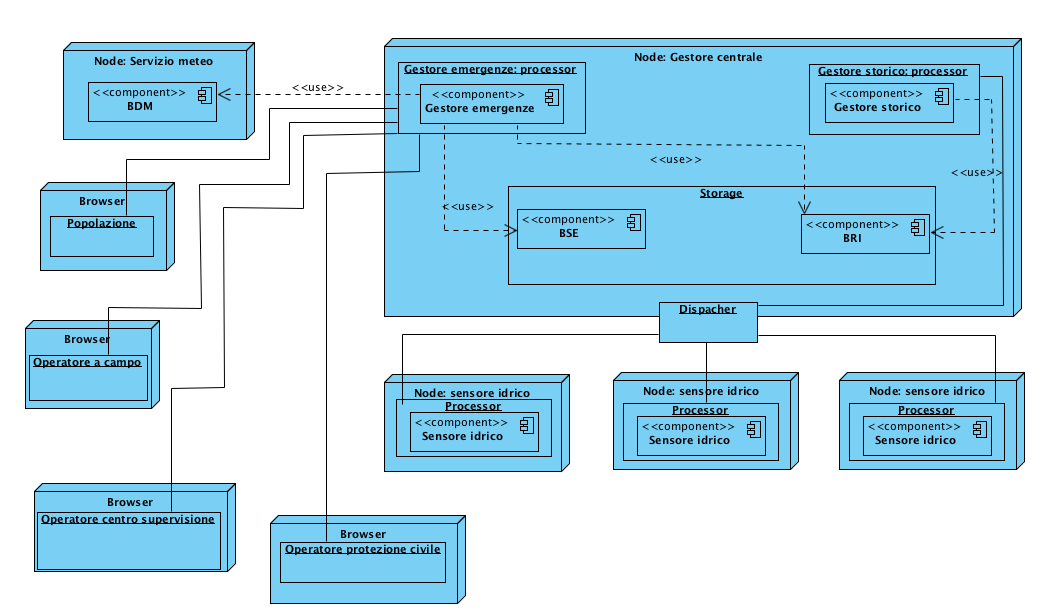 Node: Servizio meteo
<<component>>
BDM
<<use>>
Node: Gestore centrale
Gestore emergenze: processor
<<component>>
Gestore emergenze
Gestore storico: processor
<<component>>
Gestore storico
<<use>>
<<use>>
<<use>>
Storage
<<component>>
BSE
<<component>>
BRI
Browser
Popolazione
Dispacher
Browser
Operatore a campo
Node: sensore idrico
Processor
<<component>>
Sensore idrico
Node: sensore idrico
Processor
<<component>>
Sensore idrico
Node: sensore idrico
Processor
<<component>>
Sensore idrico
Browser
Operatore centro supervisione
Browser
Operatore protezione civile